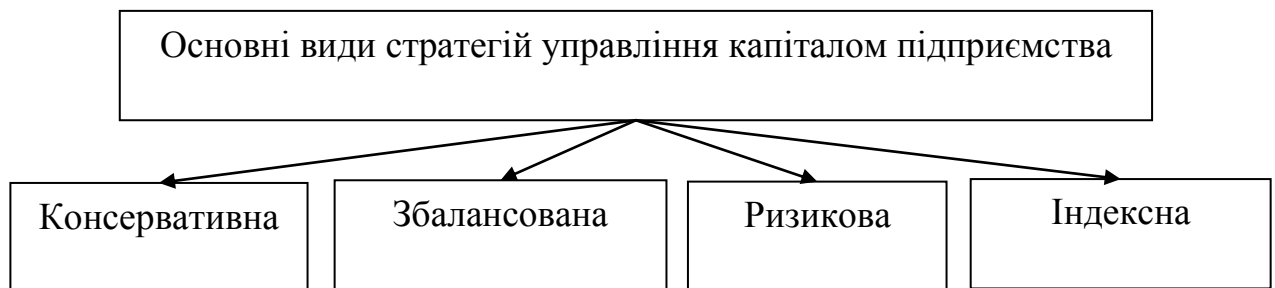 Основні види стратегій управління капіталом підприємства
Консервативна
Збалансована
Ризикова
Індексна